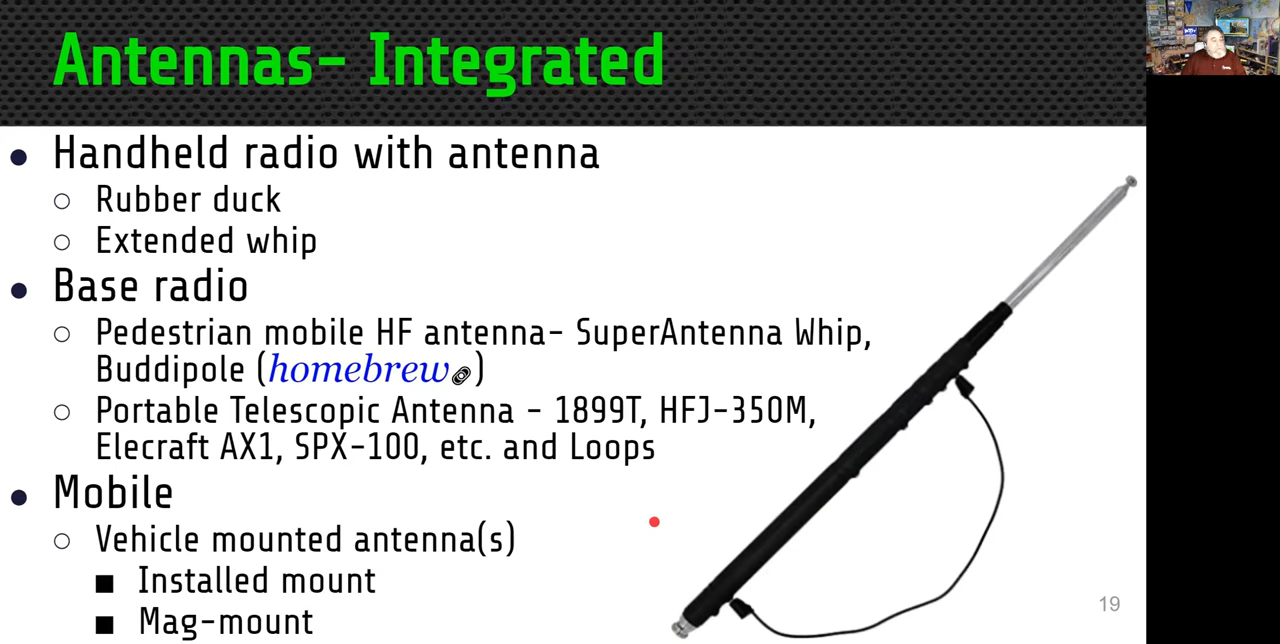 Antennas- Integrated
● Handheld radio with antenna
○ Rubber duck
○ Extended whip
● Base radio
○ Pedestrian mobile HF antenna- SuperAntenna Whip,
Buddipole (homebrew)
○ Portable Telescopic Antenna - 1899T, HFJ-350M,
Elecraft AX1, SPX-100, etc. and Loops
● Mobile
○ Vehicle mounted antenna(s)
■ Installed mount
■ Mag-mount
19